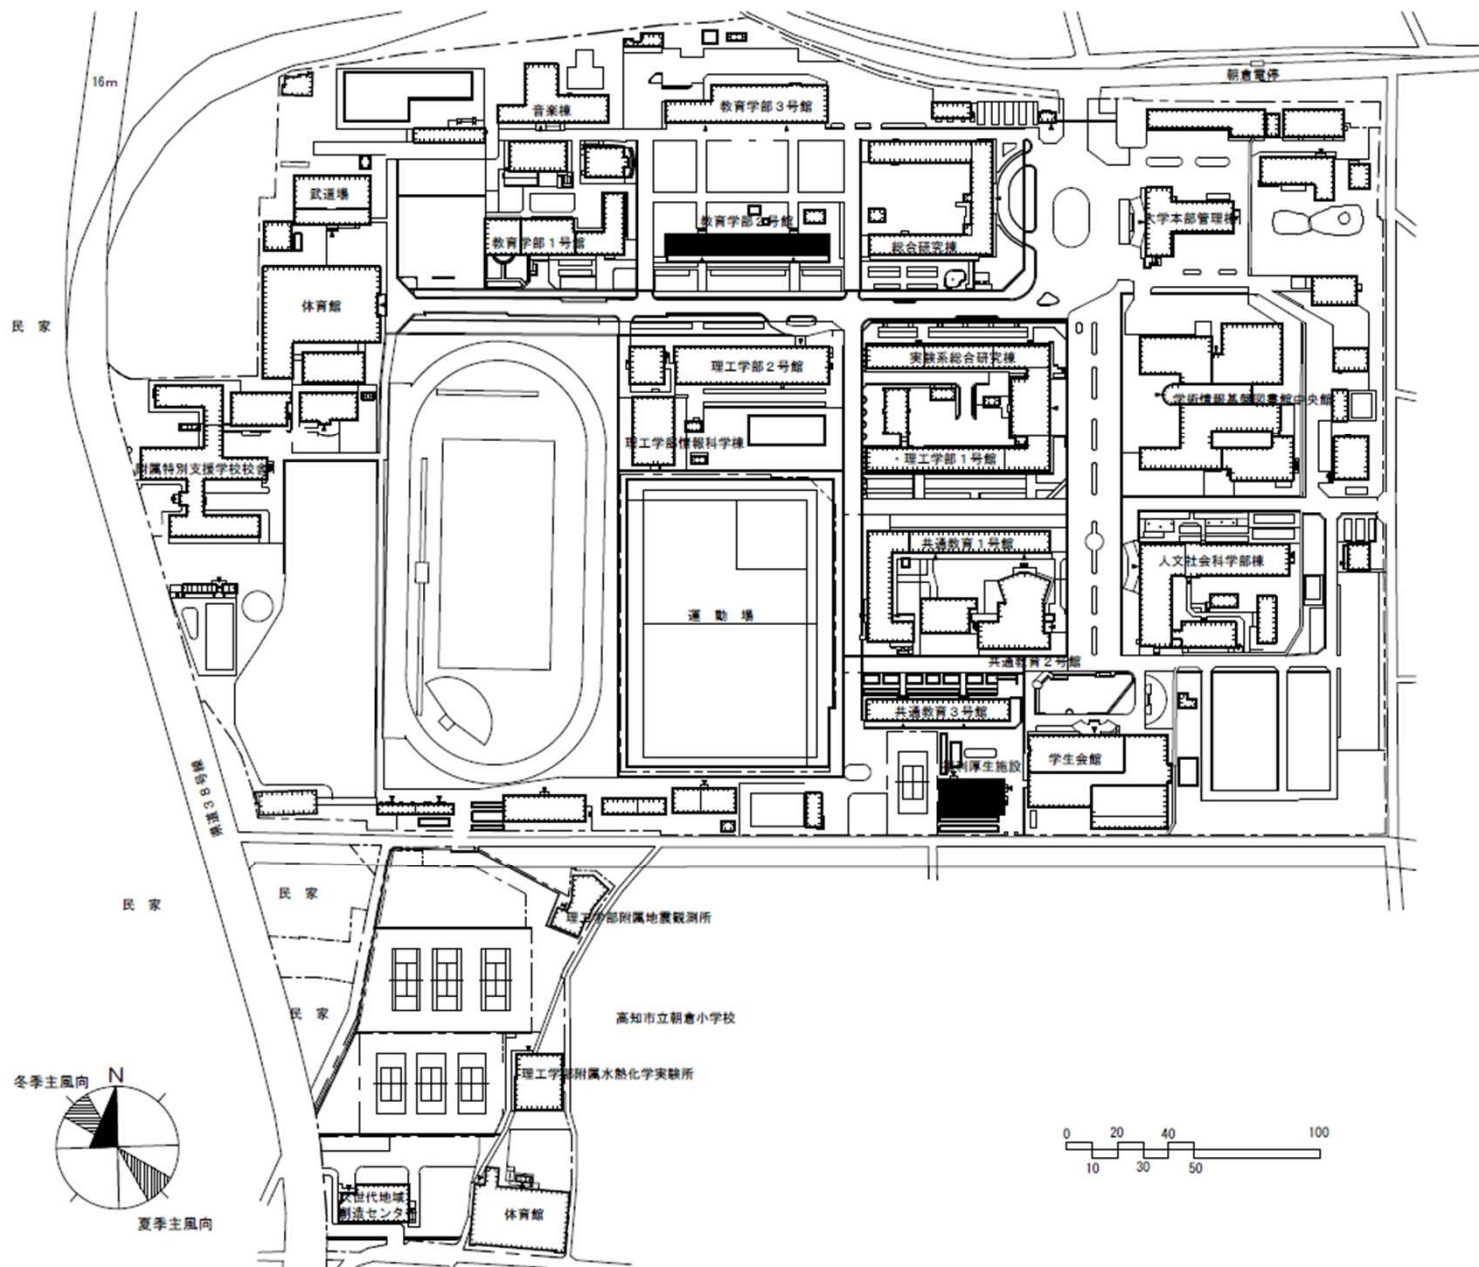 16m
朝倉電停
音楽棟
教育学部3号館
武道場
教育学部1号館
教育学部2号館
総合研究棟
大学本部管理棟
体育館
民 家
理工学部2号館
実験系総合研究棟
学術情報基盤図書館中央館
理工学部情報科学棟
・理工学部1号館
附属特別支援学校校舎
共通教育1号館
人文社会科学部棟
運 動 場
共通教育2号館
共通教育3号館
学生会館
福利厚生施設
県道38号線
民 家
民 家
理工学部附属地震観測所
民 家
高知市立朝倉小学校
理工学部附属水熱化学実験所
冬季主風向
N
夏季主風向
0 20 40 100
10 30 50
次世代地域
創造センター
体育館